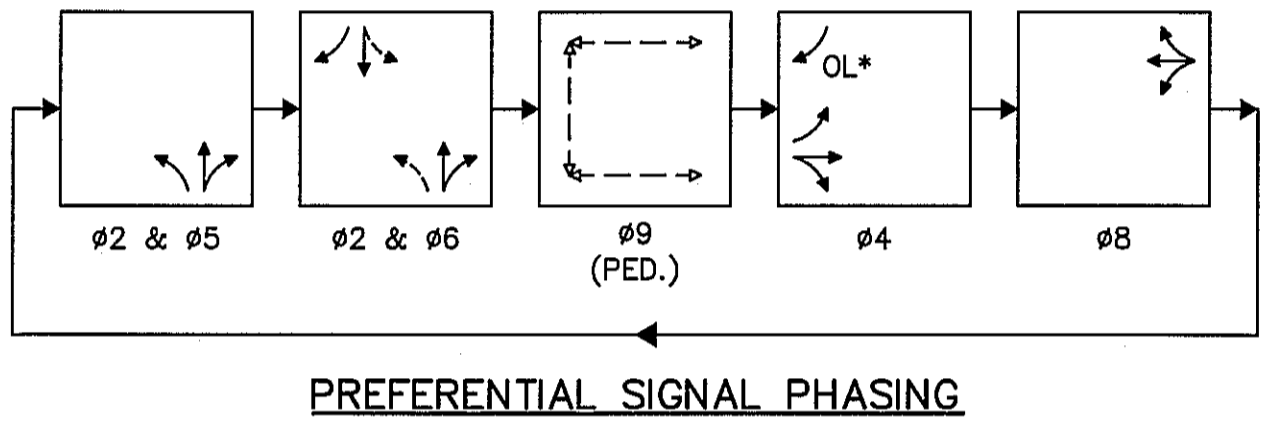 OL*
ø2 & ø5
ø2 & ø6
ø9
(PED.)
ø4
ø8
PREFERENTIAL SIGNAL PHASING